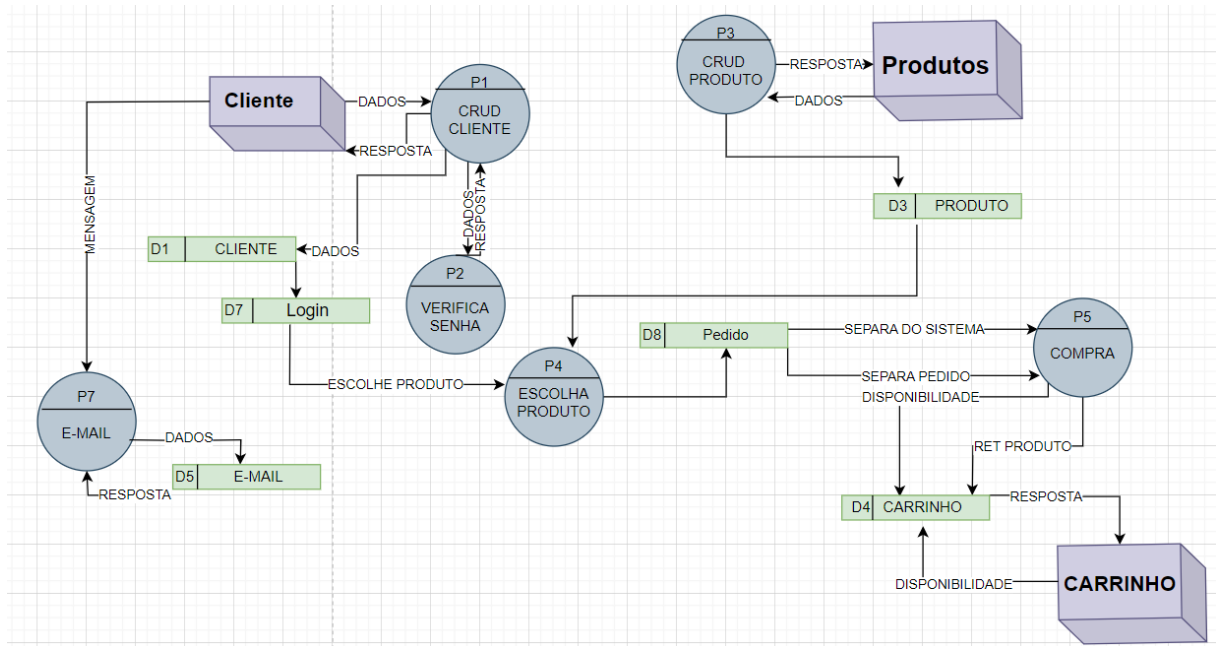 P3
CRUD
PRODUTO
RESPOSTA
Produtos
DADOS
Cliente
DADOS
P1
CRUD
CLIENTE
RESPOSTA
MENSAGEM
DADOS
RESPOSTA
D3 PRODUTO
D1 CLIENTE
DADOS
P2
VERIFICA
SENHA
D7 Login
D8 Pedido
SEPARA DO SISTEMA
P5
COMPRA
P4
ESCOLHA
PRODUTO
ESCOLHE PRODUTO
SEPARA PEDIDO
DISPONIBILIDADE
P7
E-MAIL
DADOS
RET PRODUTO
D5 E-MAIL
RESPOSTA
D4 CARRINHO
RESPOSTA
DISPONIBILIDADE
CARRINHO